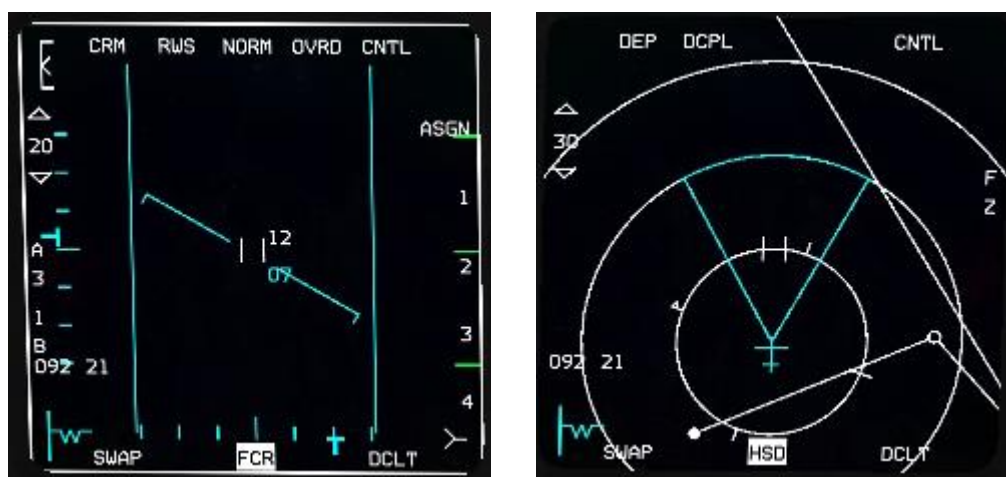 CRM RWS NORM OVRD CNTL
ASGN
20
1
12
A
2
07
3
1
3
B
092 21
4
SWAP FCR DCLT
DEP DCPL CNTL
30
F
Z
092 21
SWAP HSD DCLT